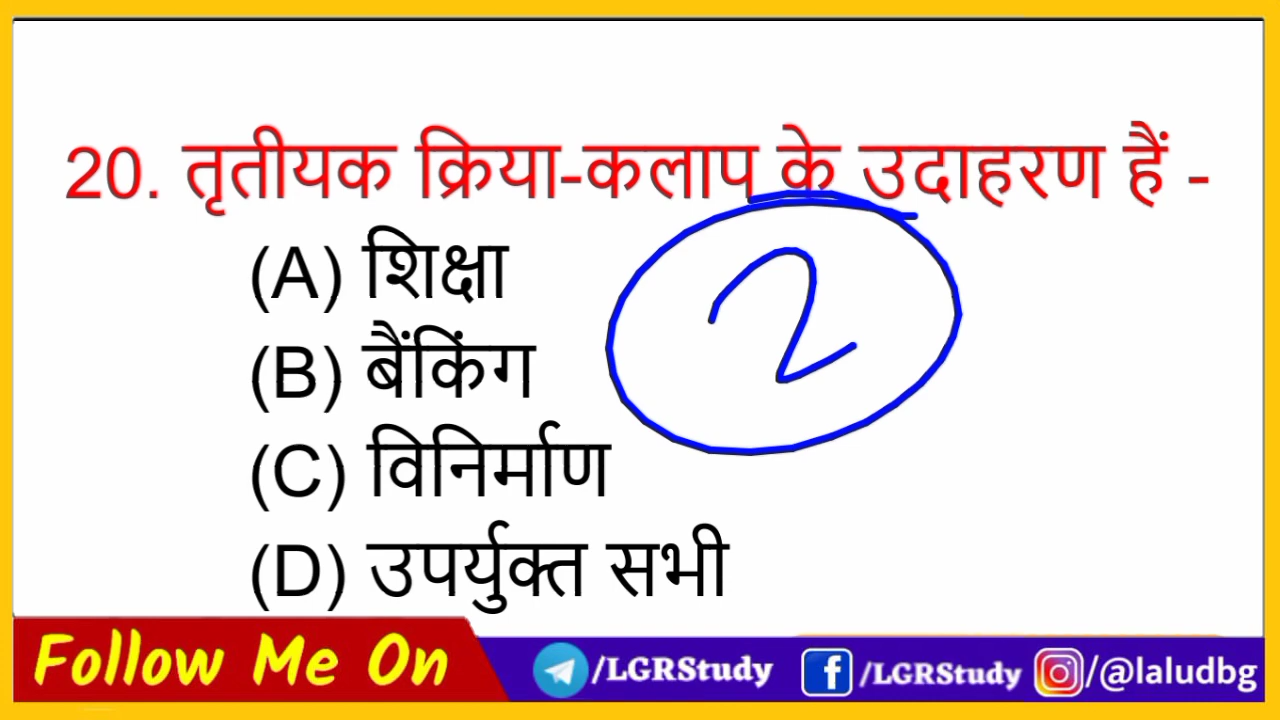 20. तृतीयक क्रिया-कलाप के उदाहरण हैं -
2
(A) शिक्षा
(B) बैंकिंग
(C) विनिर्माण
(D) उपर्युक्त सभी
Follow Me On /LGRStudy /LGRStudy /@laludbg